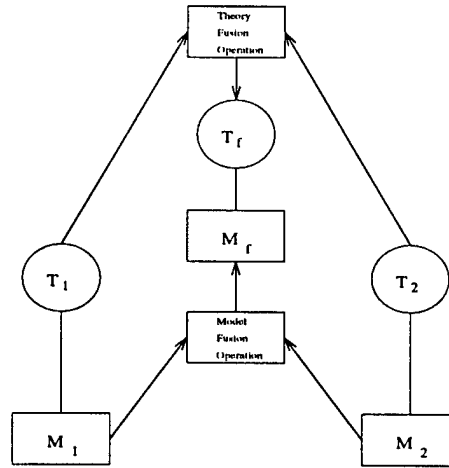 Theory
Fusion
Operation
T f
M f
T 1
T 2
Model
Fusion
Operation
M 1
M 2